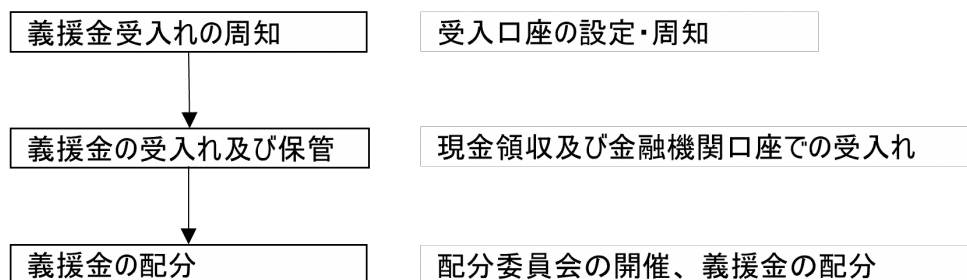 義援金受入れの周知
受入口座の設定・周知
義援金の受入れ及び保管
現金領収及び金融機関口座での受入れ
義援金の配分
配分委員会の開催、義援金の配分